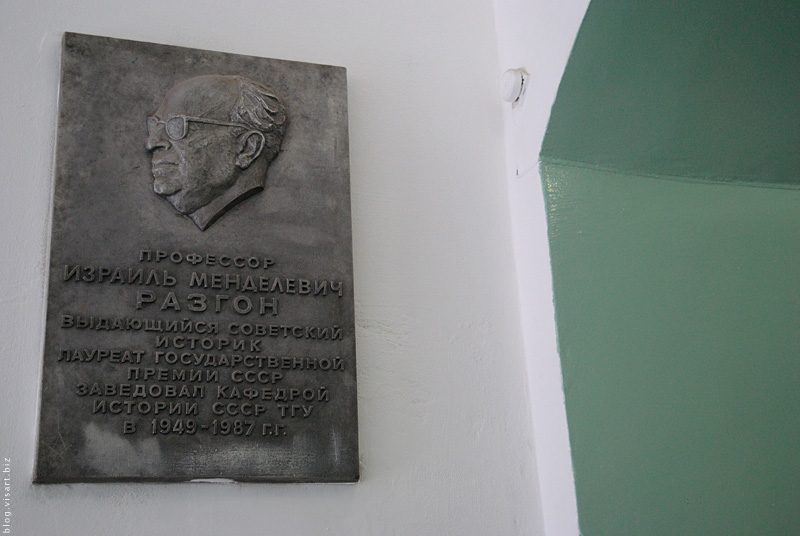 ПРОФЕССОР
ИЗРАИЛЬ МЕНДЕЛЕВИЧ
РАЗГОН
ВЫДАЮЩИЙСЯ СОВЕТСКИЙ
ИСТОРИК
ЛАУРЕАТ ГОСУДАРСТВЕННОЙ
ПРЕМИИ СССР
ЗАВЕДОВАЛ КАФЕДРОЙ
ИСТОРИИ СССР ТГУ
В 1949-1987 Г.Г.
blog.visart.biz